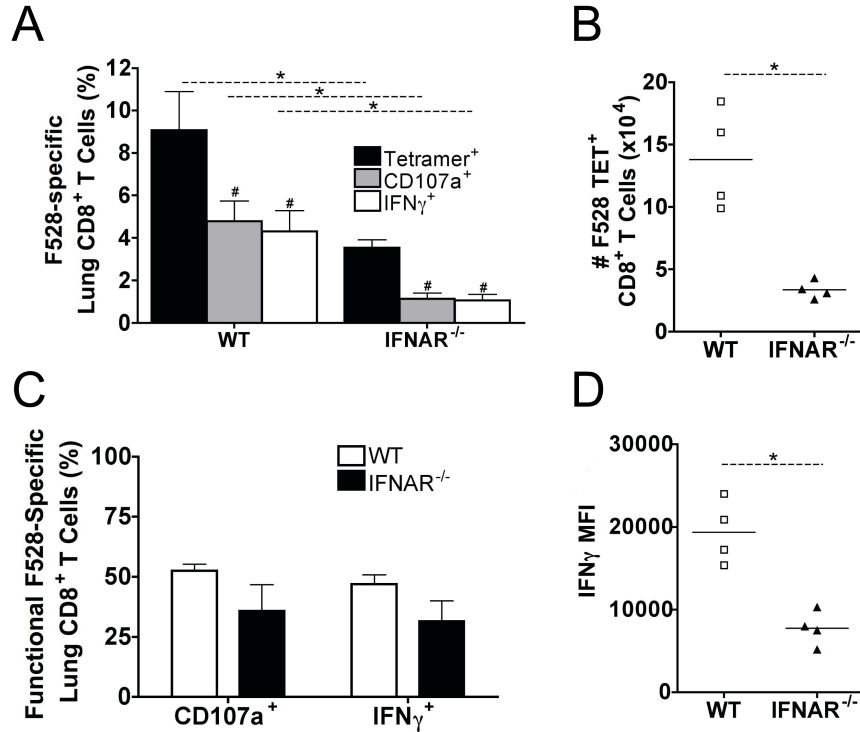 A
F528-specific
Lung CD8+ T Cells (%)
12
10
8
6
4
2
0
*
*
*
#
#
#
#
Tetramer+
CD107a+
IFNγ+
WT
IFNAR-/-
B
# F528 TET+
CD8+ T Cells (x10^4)
20
15
10
5
0
*
WT
IFNAR-/-
C
Functional F528-Specific
Lung CD8+ T Cells (%)
100
75
50
25
0
WT
IFNAR-/-
CD107a+
IFNγ+
D
IFNγ MFI
30000
20000
10000
0
*
WT
IFNAR-/-